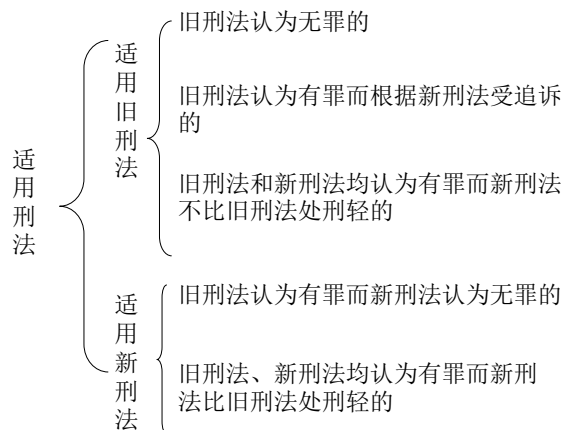 适用刑法
适用旧刑法
旧刑法认为无罪的
旧刑法认为有罪而根据新刑法受追诉
的
旧刑法和新刑法均认为有罪而新刑法
不比旧刑法处刑轻的
适用新刑法
旧刑法认为有罪而新刑法认为无罪的
旧刑法、新刑法均认为有罪而新刑
法比旧刑法处刑轻的